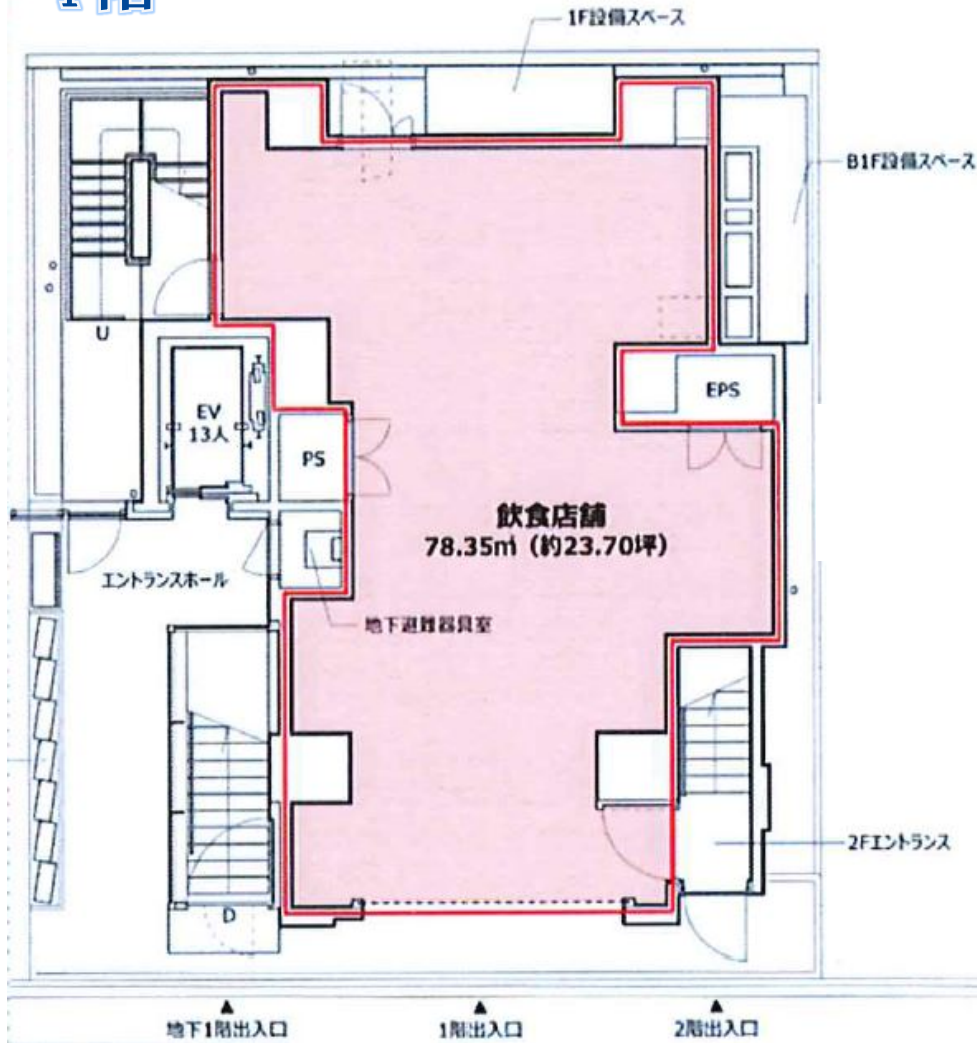 1階
1F設備スペース
B1F設備スペース
U
EV
13人
PS
EPS
飲食店舗
78.35㎡（約23.70坪）
エントランスホール
地下避難器具室
2Fエントランス
D
▲ ▲ ▲
地下1階出入口 1階出入口 2階出入口